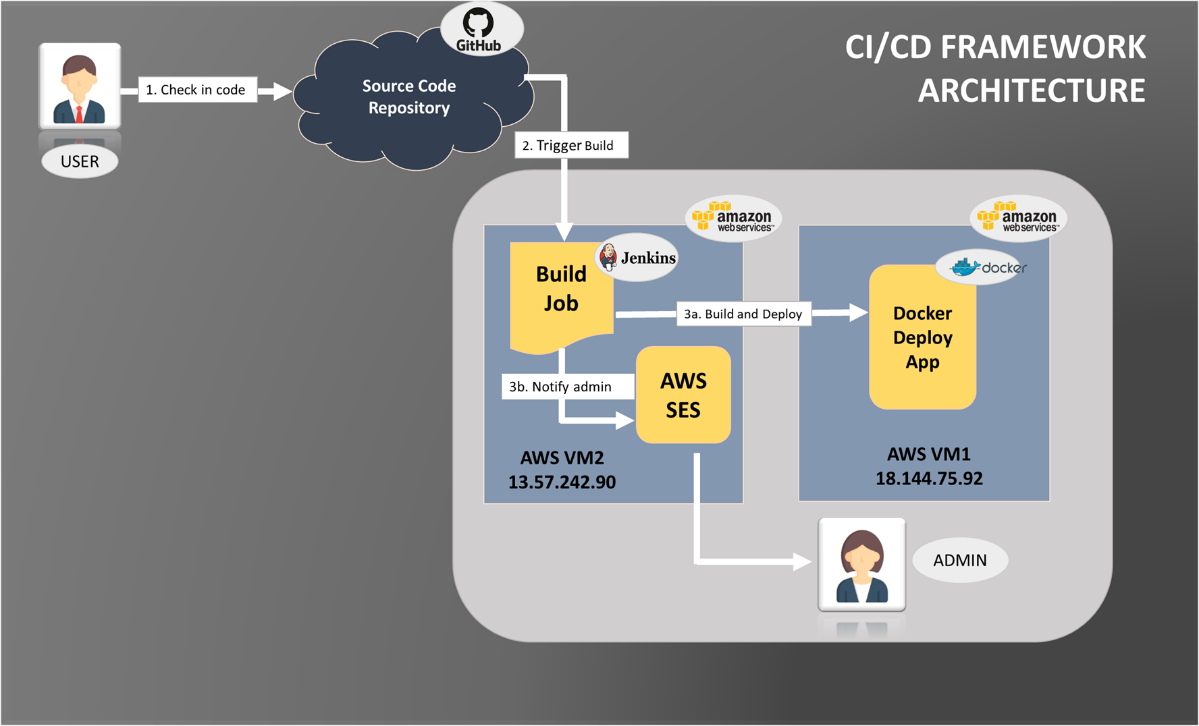 CI/CD FRAMEWORK
ARCHITECTURE
GitHub
Source Code
Repository
1. Check in code
USER
2. Trigger Build
amazon
web services™
amazon
web services™
Jenkins
docker
Build
Job
3a. Build and Deploy
Docker
Deploy
App
3b. Notify admin
AWS
SES
AWS VM2
13.57.242.90
AWS VM1
18.144.75.92
ADMIN